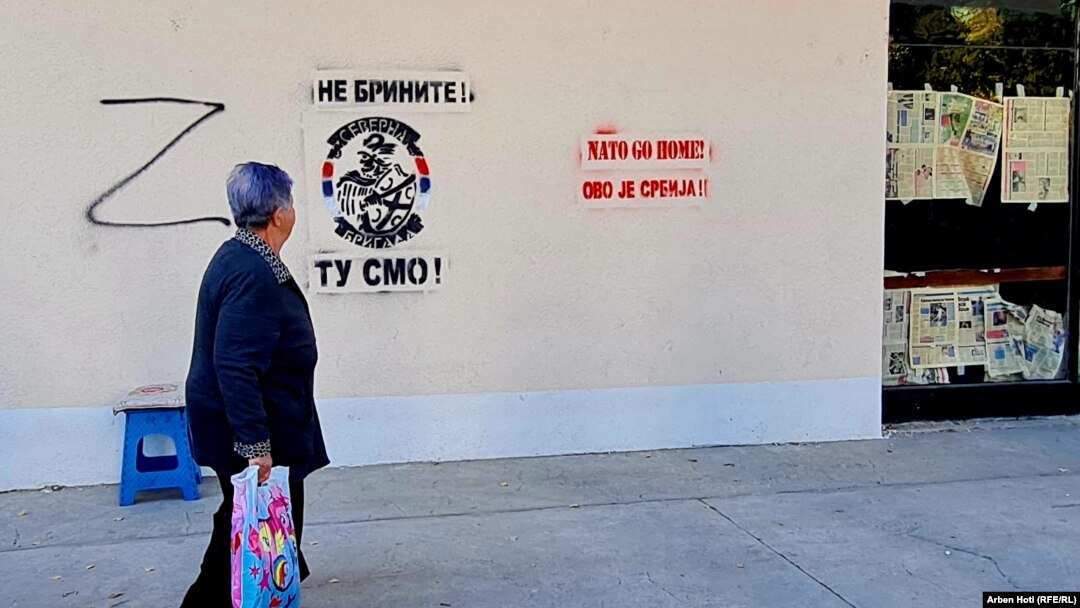 Z
НЕ БРИНИТЕ!
СЕВЕРНА
БРИГАДА
ТУ СМО!
NATO GO HOME!
ОВО ЈЕ СРБИЈА!
Arben Hoti (RFE/RL)